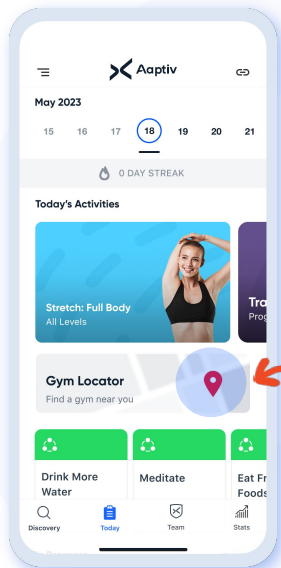 Aaptiv
May 2023
15 16 17 18 19 20 21
0 DAY STREAK
Today's Activities
Stretch: Full Body
All Levels
Tra
Prog
Gym Locator
Find a gym near you
Drink More
Water
Meditate
Eat Fr
Foods
Discovery
Today
Team
Stats